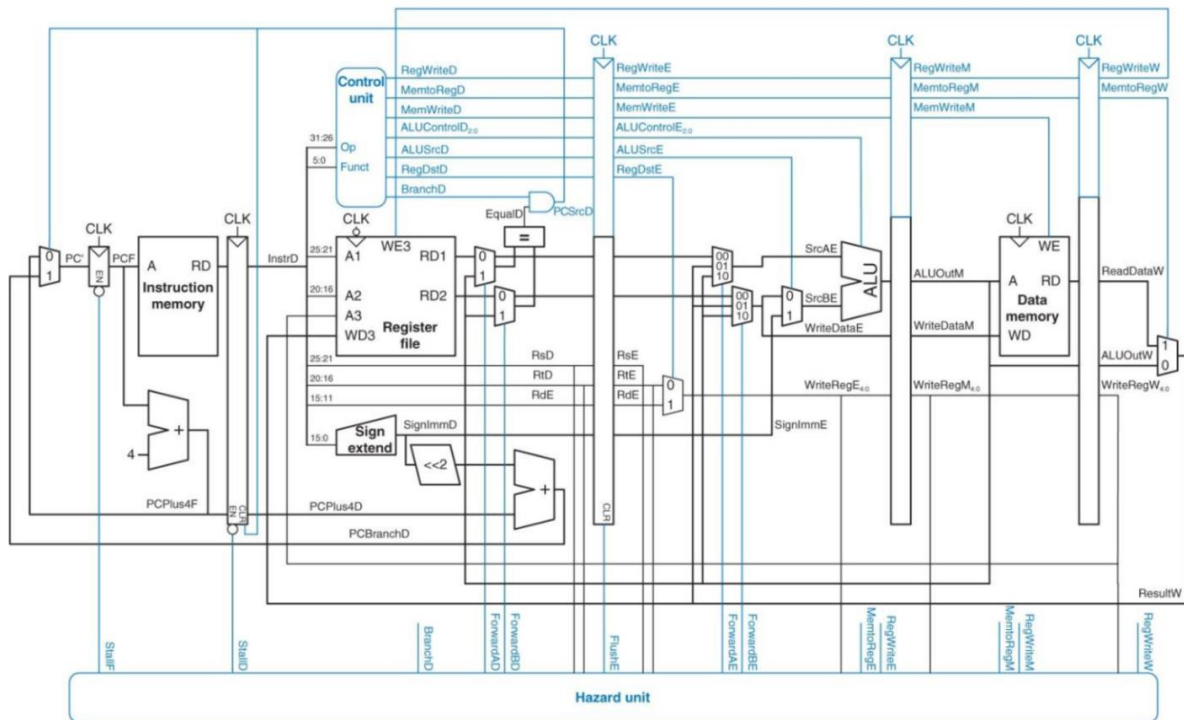 CLK
CLK
CLK
Control unit
RegWriteD
RegWriteE
RegWriteM
RegWriteW
MemtoRegD
MemtoRegE
MemtoRegM
MemtoRegW
MemWriteD
MemWriteE
MemWriteM
ALUControlD2:0
ALUControlE2:0
31:26
Op
ALUSrcD
ALUSrcE
5:0
Funct
RegDstD
RegDstE
BranchD
PCSrcD
EqualD
CLK
CLK
CLK
CLK
=
WE3
WE
0
1
PC'
PCF
EN
A
RD
Instruction memory
InstrD
25:21
A1
RD1
0
1
00
01
10
SrcAE
ALU
ALUOutM
A
RD
ReadDataW
Data memory
20:16
A2
RD2
0
1
00
01
10
0
1
SrcBE
A3
WD3
Register file
WriteDataE
WriteDataM
WD
1
0
ALUOutW
25:21
RsD
RsE
20:16
RtD
RtE
15:11
RdE
RdE
0
1
WriteRegE4:0
WriteRegM4:0
WriteRegW4:0
+
4
15:0
Sign extend
SignImmD
SignImmE
<<2
+
PCPlus4F
EN
CLR
PCPlus4D
CLR
PCBranchD
ResultW
StallF
StallD
BranchD
ForwardAD
ForwardBD
FlushE
ForwardAE
ForwardBE
MemtoRegE
RegWriteE
MemtoRegM
RegWriteM
RegWriteW
Hazard unit